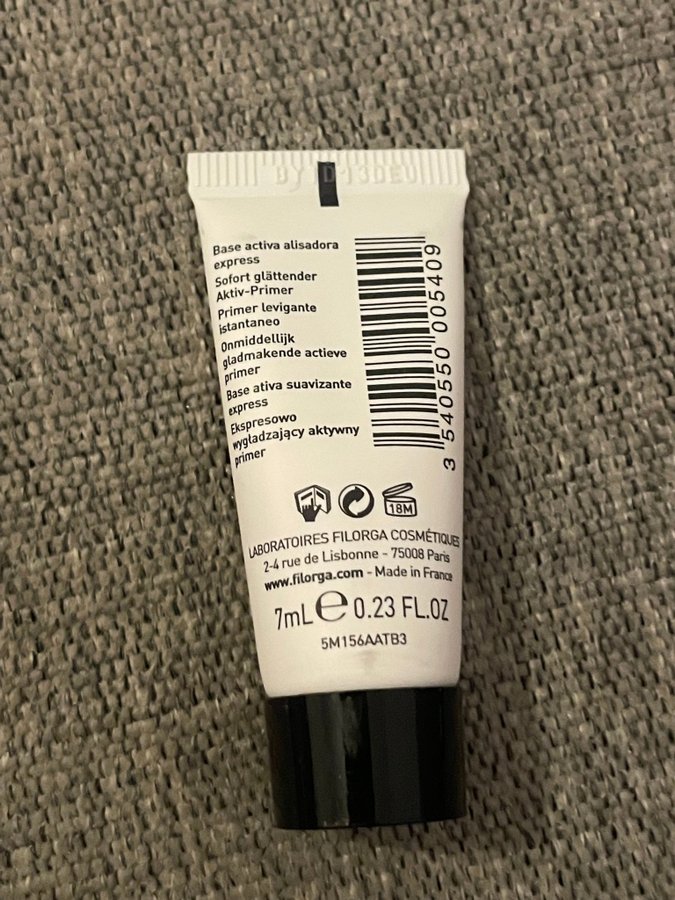 Base activa alisadora
express
Sofort glättender
Aktiv-Primer
Primer levigante
istantaneo
Onmiddellijk
gladmakende actieve
primer
Base ativa suavizante
express
Ekspresowo
wygładzający aktywny
primer
3 540550 005409
18M
LABORATOIRES FILORGA COSMÉTIQUES
2-4 rue de Lisbonne - 75008 Paris
www.filorga.com - Made in France
7mL e 0.23 FL.OZ
5M156AATB3